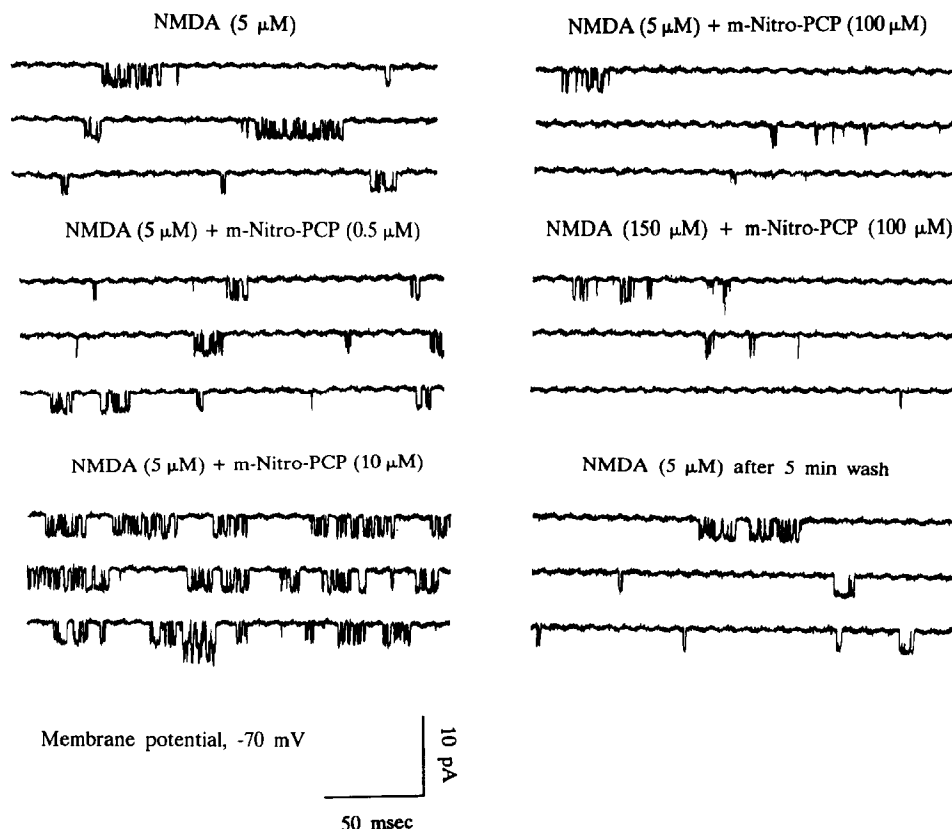 NMDA (5 µM)
NMDA (5 µM) + m-Nitro-PCP (100 µM)
NMDA (5 µM) + m-Nitro-PCP (0.5 µM)
NMDA (150 µM) + m-Nitro-PCP (100 µM)
NMDA (5 µM) + m-Nitro-PCP (10 µM)
NMDA (5 µM) after 5 min wash
Membrane potential, -70 mV
10 pA
50 msec